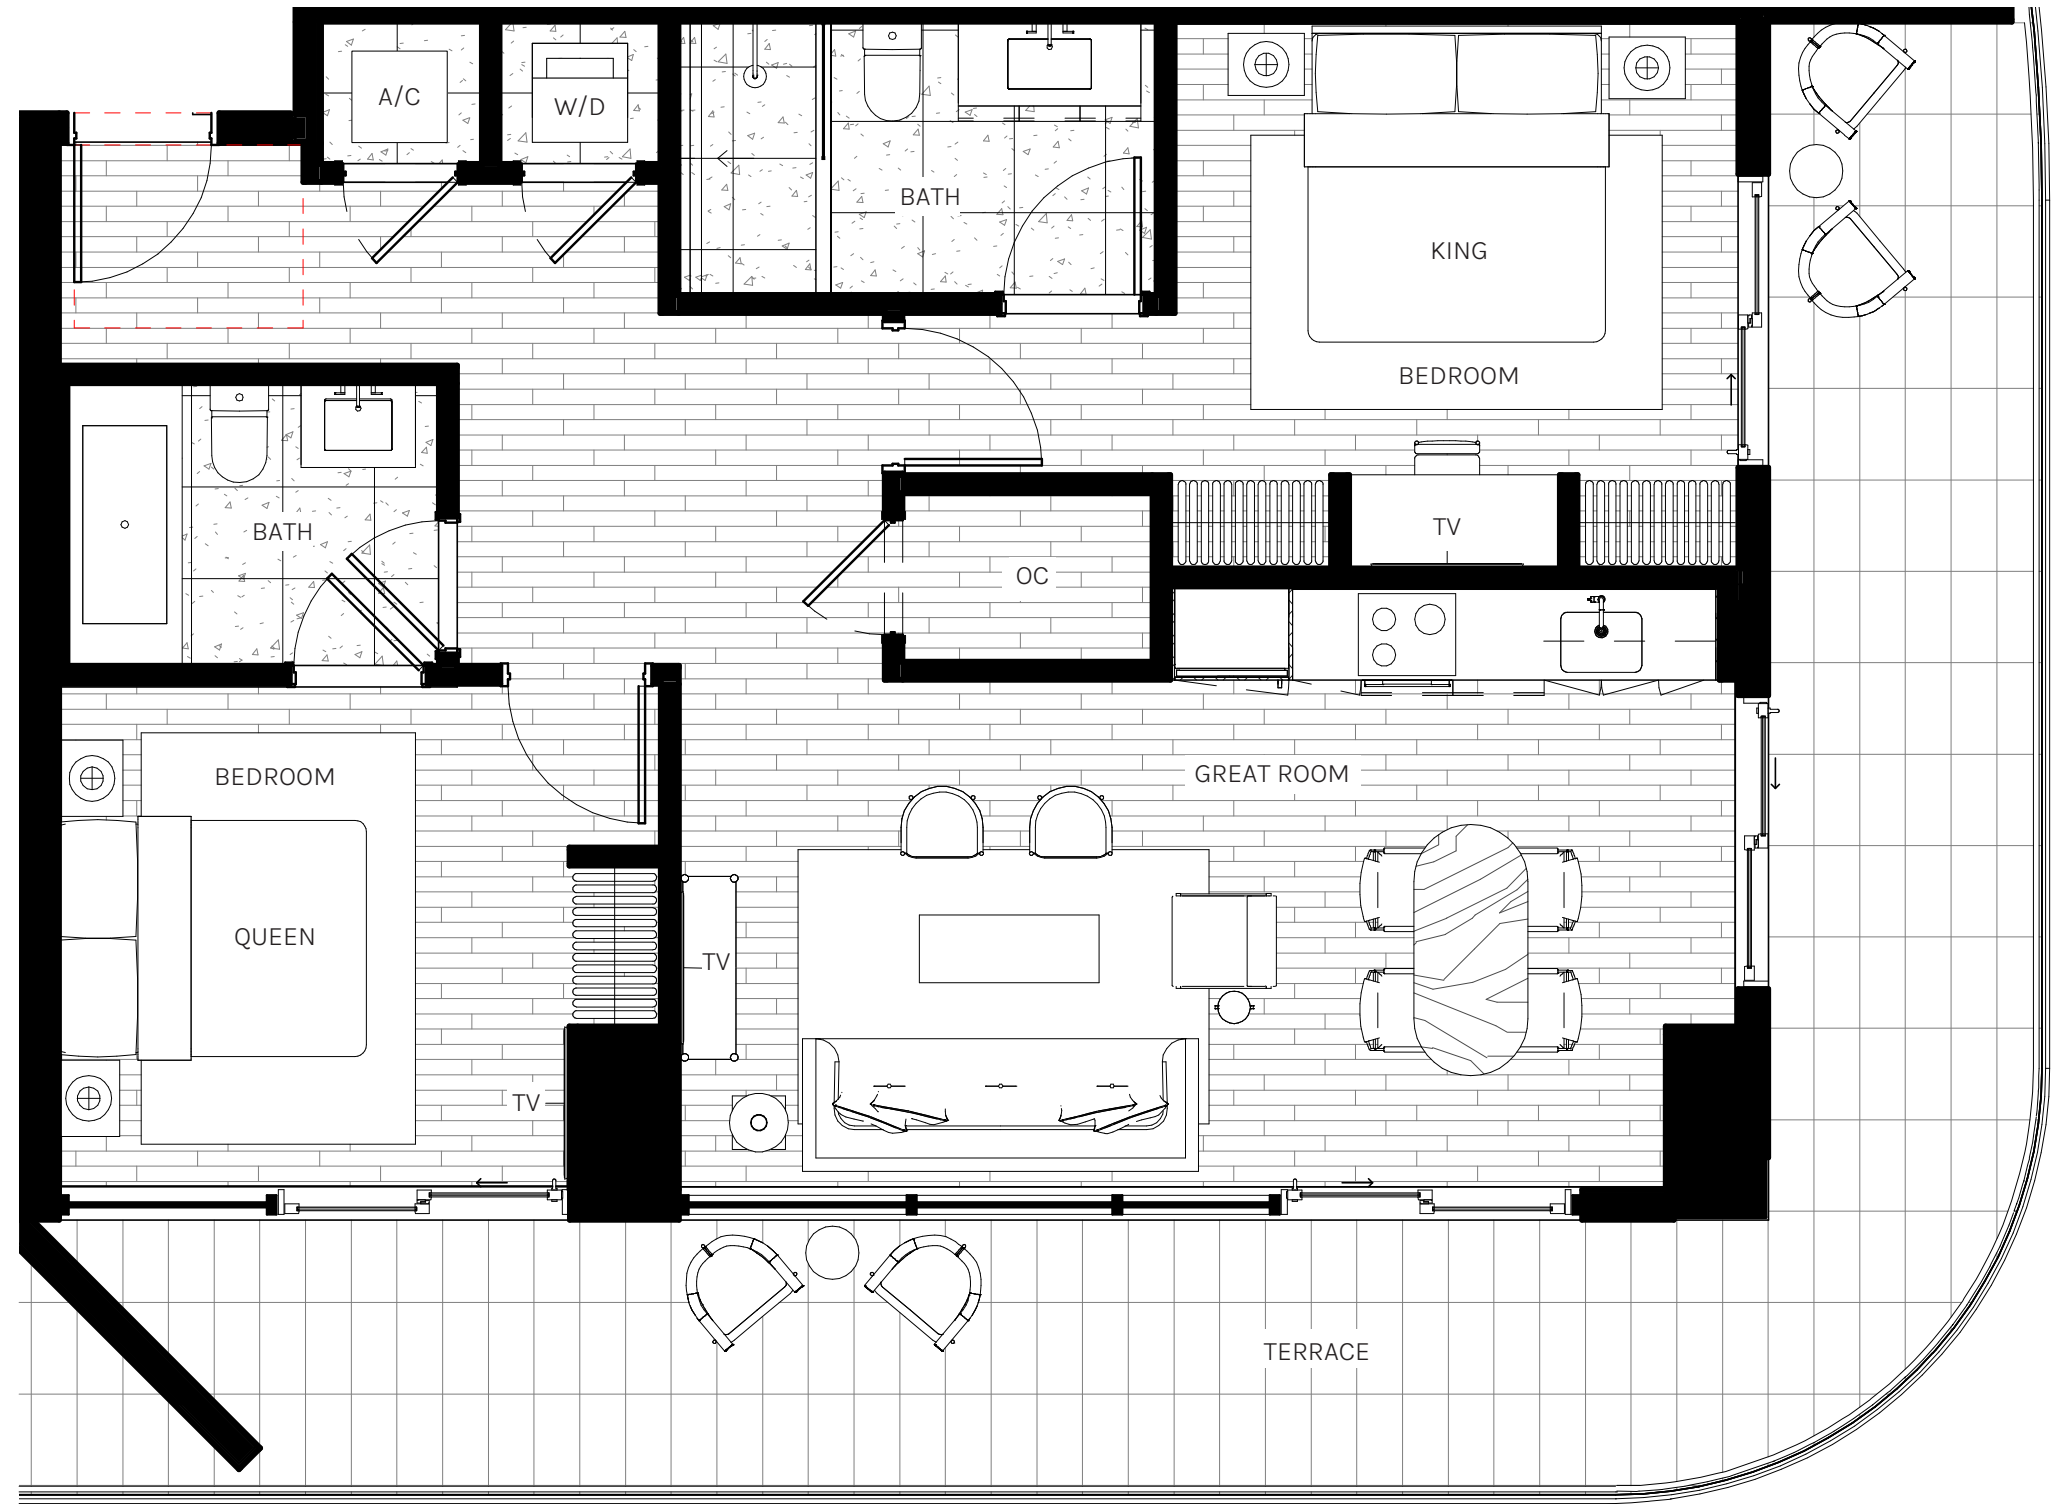 A/C
W/D
BATH
KING
BEDROOM
TV
BATH
OC
BEDROOM
GREAT ROOM
QUEEN
TV
TV
TERRACE